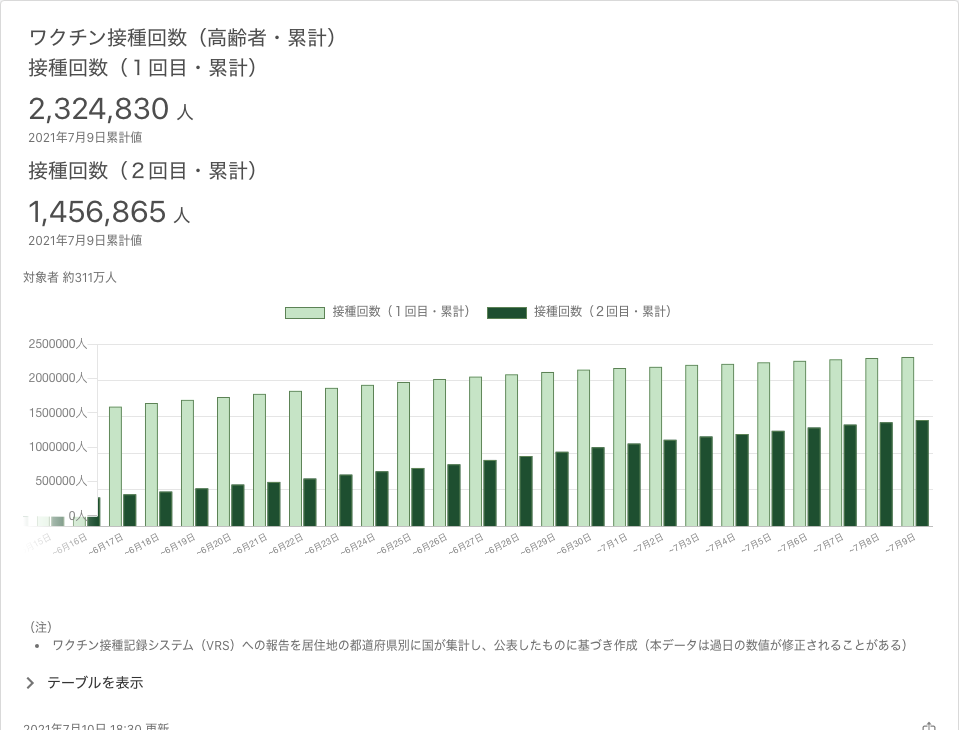 ワクチン接種回数（高齢者・累計）
接種回数（１回目・累計）
2,324,830 人
2021年7月9日累計値
接種回数（２回目・累計）
1,456,865 人
2021年7月9日累計値
対象者 約311万人
接種回数（１回目・累計） 接種回数（２回目・累計）
2500000人
2000000人
1500000人
1000000人
500000人
0人
~6月16日 ~6月17日 ~6月18日 ~6月19日 ~6月20日 ~6月21日 ~6月22日 ~6月23日 ~6月24日 ~6月25日 ~6月26日 ~6月27日 ~6月28日 ~6月29日 ~6月30日 ~7月1日 ~7月2日 ~7月3日 ~7月4日 ~7月5日 ~7月6日 ~7月7日 ~7月8日 ~7月9日
（注）
• ワクチン接種記録システム（VRS）への報告を居住地の都道府県別に国が集計し、公表したものに基づき作成（本データは過日の数値が修正されることがある）
テーブルを表示
2021年7月10日 18:30 更新